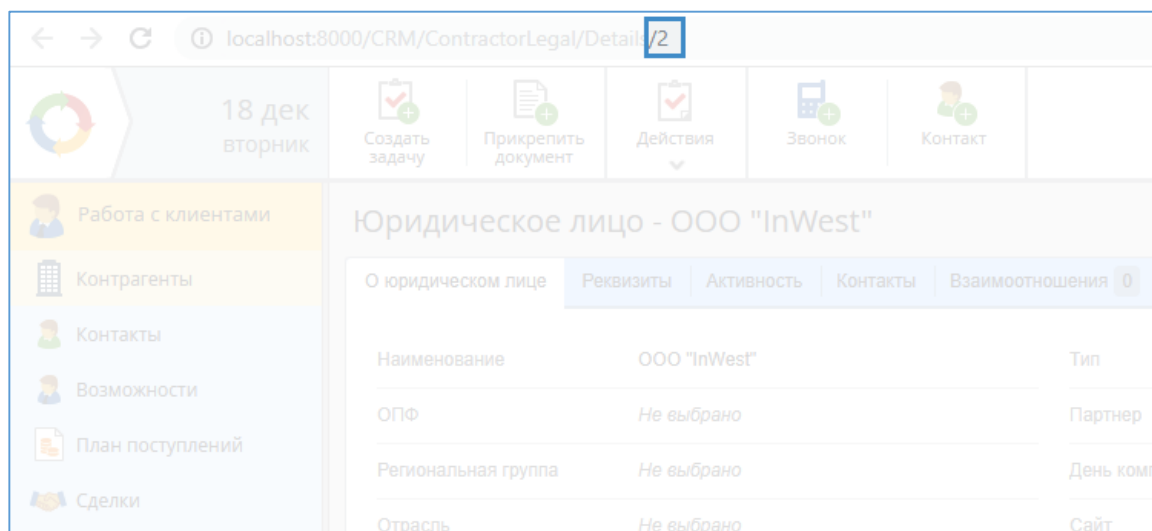 localhost:8000/CRM/ContractorLegal/Details/2
18 дек
вторник
Создать
задачу
Прикрепить
документ
Действия
Звонок
Контакт
Работа с клиентами
Контрагенты
Контакты
Возможности
План поступлений
Сделки
Юридическое лицо - ООО "InWest"
О юридическом лице Реквизиты Активность Контакты Взаимоотношения 0
Наименование ООО "InWest" Тип
ОПФ Не выбрано Партнер
Региональная группа Не выбрано День ком
Отрасль Не выбрано Сайт